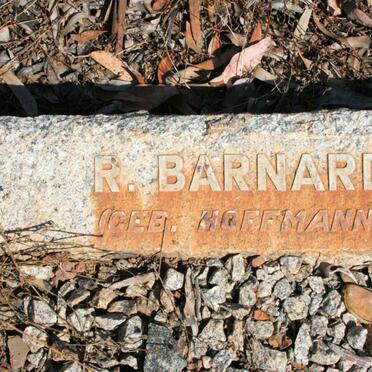 R. BARNARD
(GEB. HOFFMANN